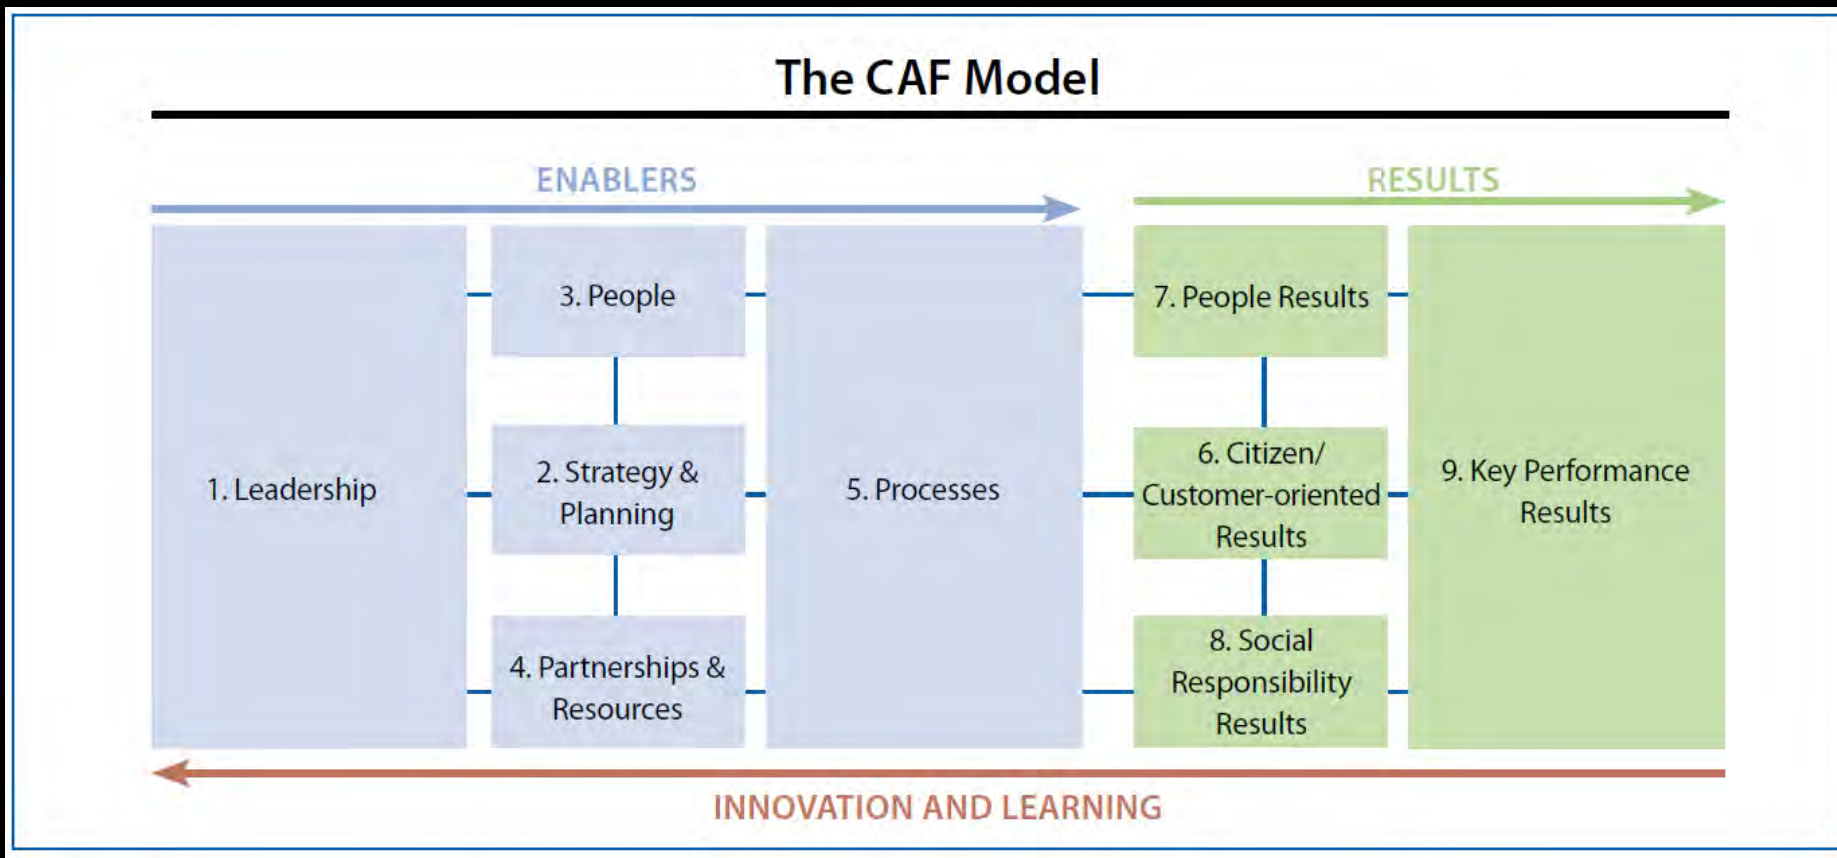 The CAF Model
ENABLERS
RESULTS
1. Leadership
3. People
2. Strategy &
Planning
4. Partnerships &
Resources
5. Processes
7. People Results
6. Citizen/
Customer-oriented
Results
8. Social
Responsibility
Results
9. Key Performance
Results
INNOVATION AND LEARNING